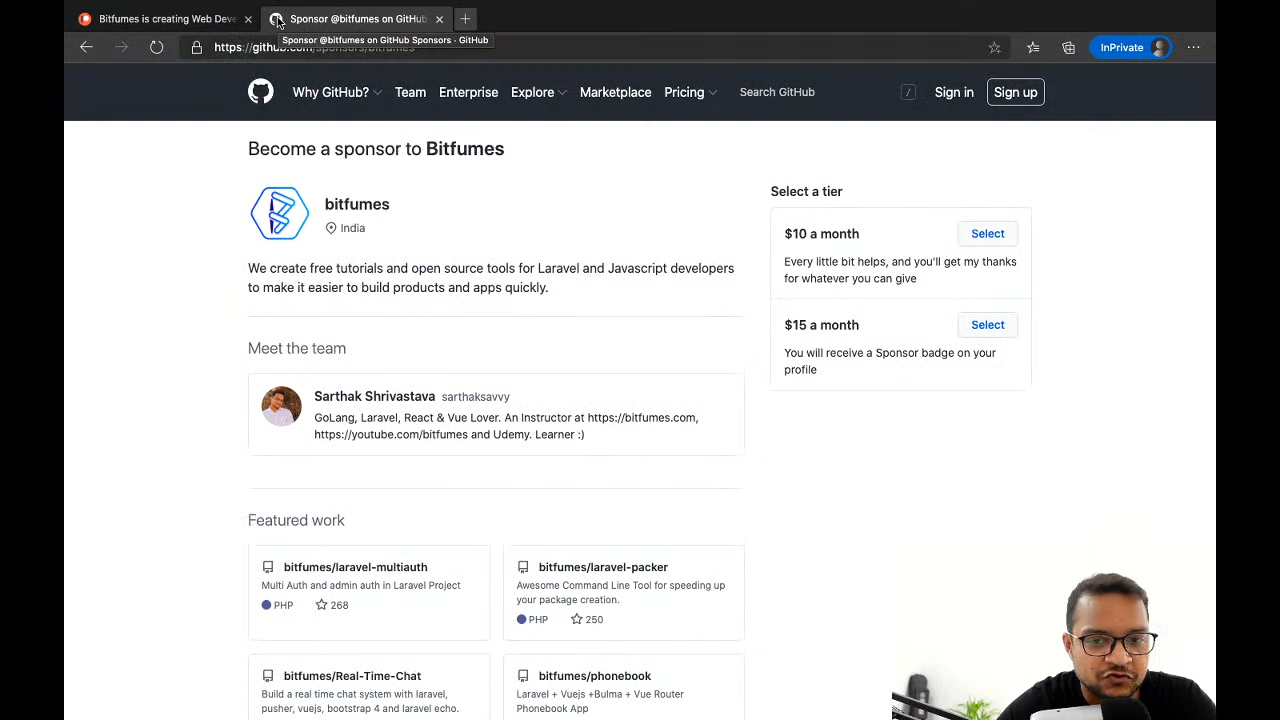 Bitfumes is creating Web Deve
Sponsor @bitfumes on GitHub
Sponsor @bitfumes on GitHub Sponsors · GitHub
https://github.com/sponsors/bitfumes
InPrivate
Why GitHub?
Team
Enterprise
Explore
Marketplace
Pricing
Search GitHub
/
Sign in
Sign up
Become a sponsor to Bitfumes
bitfumes
India
We create free tutorials and open source tools for Laravel and Javascript developers
to make it easier to build products and apps quickly.
Select a tier
$10 a month
Select
Every little bit helps, and you'll get my thanks
for whatever you can give
$15 a month
Select
You will receive a Sponsor badge on your
profile
Meet the team
Sarthak Shrivastava sarthaksavvy
GoLang, Laravel, React & Vue Lover. An Instructor at https://bitfumes.com,
https://youtube.com/bitfumes and Udemy. Learner :)
Featured work
bitfumes/laravel-multiauth
Multi Auth and admin auth in Laravel Project
PHP 268
bitfumes/laravel-packer
Awesome Command Line Tool for speeding up
your package creation.
PHP 250
bitfumes/Real-Time-Chat
Build a real time chat system with laravel,
pusher, vuejs, bootstrap 4 and laravel echo.
bitfumes/phonebook
Laravel + Vuejs +Bulma + Vue Router
Phonebook App